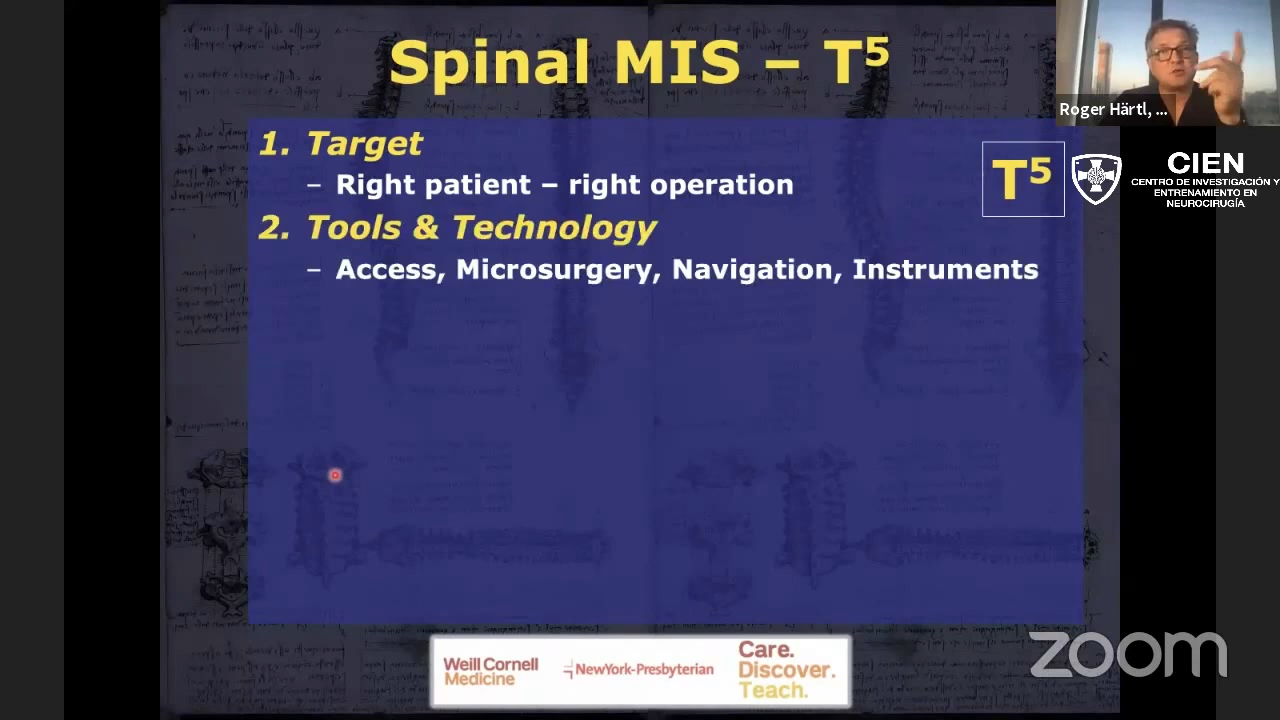 Spinal MIS – T⁵
1. Target
– Right patient – right operation
2. Tools & Technology
– Access, Microsurgery, Navigation, Instruments
T⁵
Roger Härtl, ...
CIEN
CENTRO DE INVESTIGACIÓN Y
ENTRENAMIENTO EN
NEUROCIRUGÍA
Weill Cornell
Medicine
NewYork-Presbyterian
Care.
Discover.
Teach.
zoom